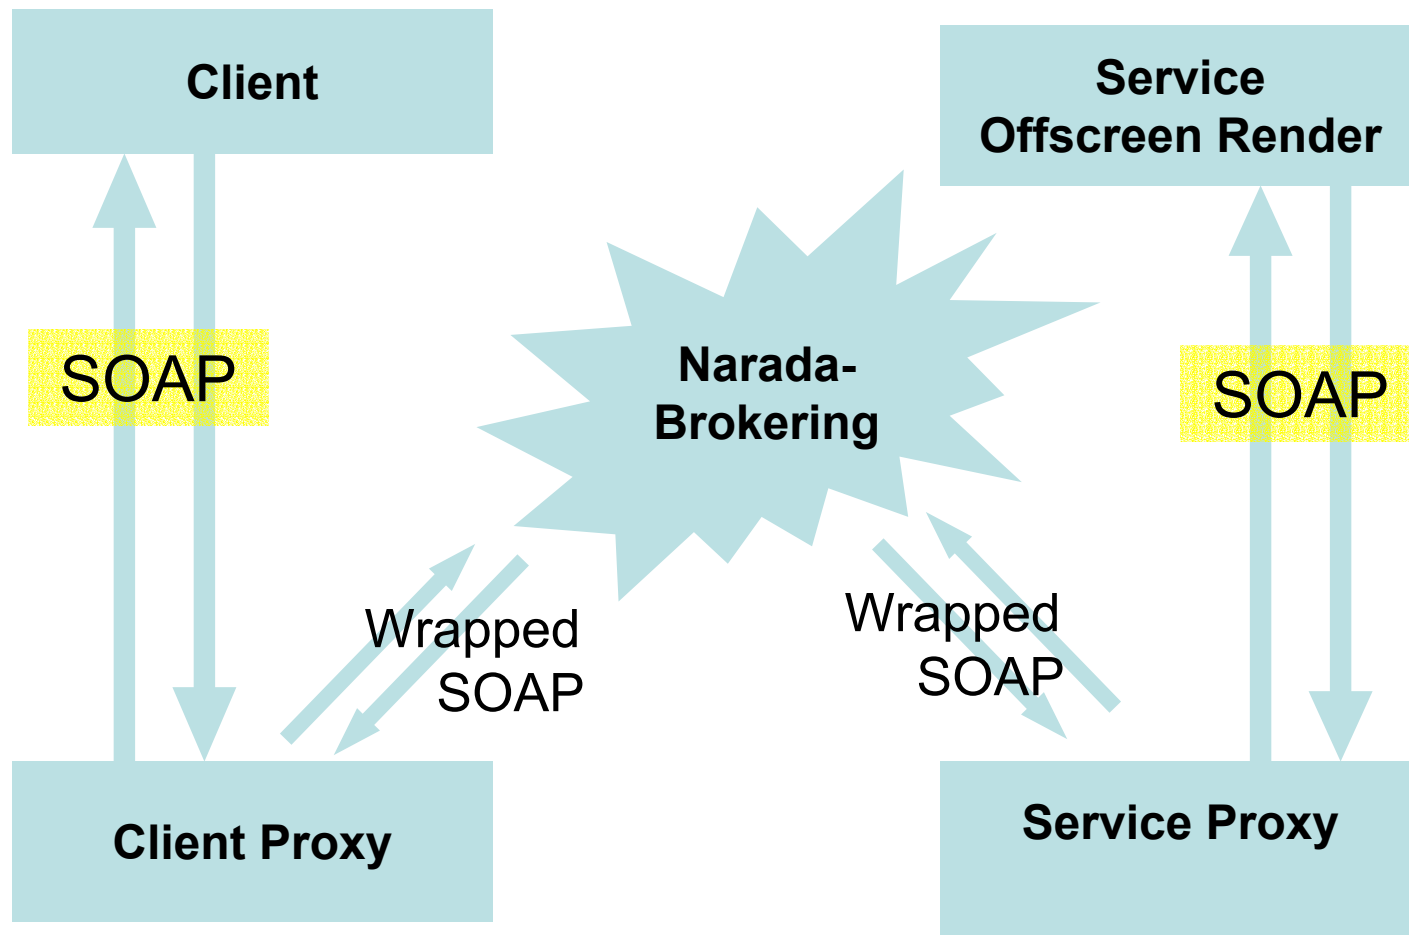 Client
Service
Offscreen Render
SOAP
Narada-
Brokering
SOAP
Wrapped
SOAP
Wrapped
SOAP
Client Proxy
Service Proxy